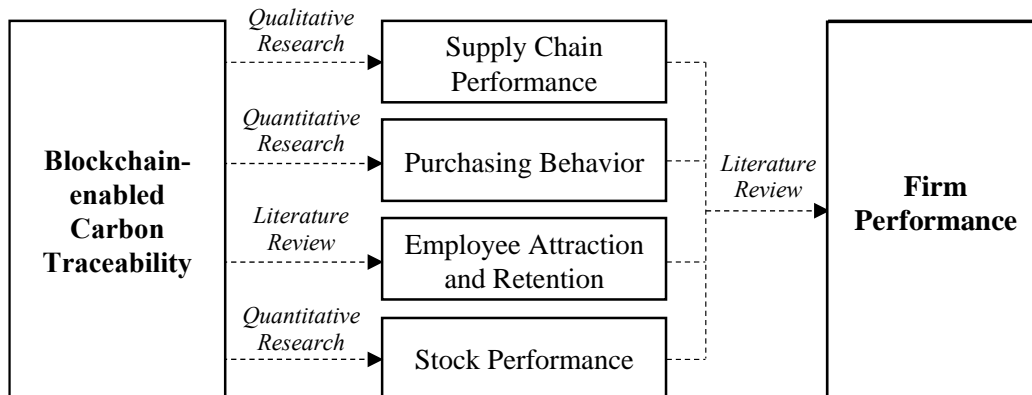 Blockchain-
enabled
Carbon
Traceability
Qualitative
Research
Supply Chain
Performance
Quantitative
Research
Purchasing Behavior
Literature
Review
Employee Attraction
and Retention
Quantitative
Research
Stock Performance
Literature
Review
Firm
Performance